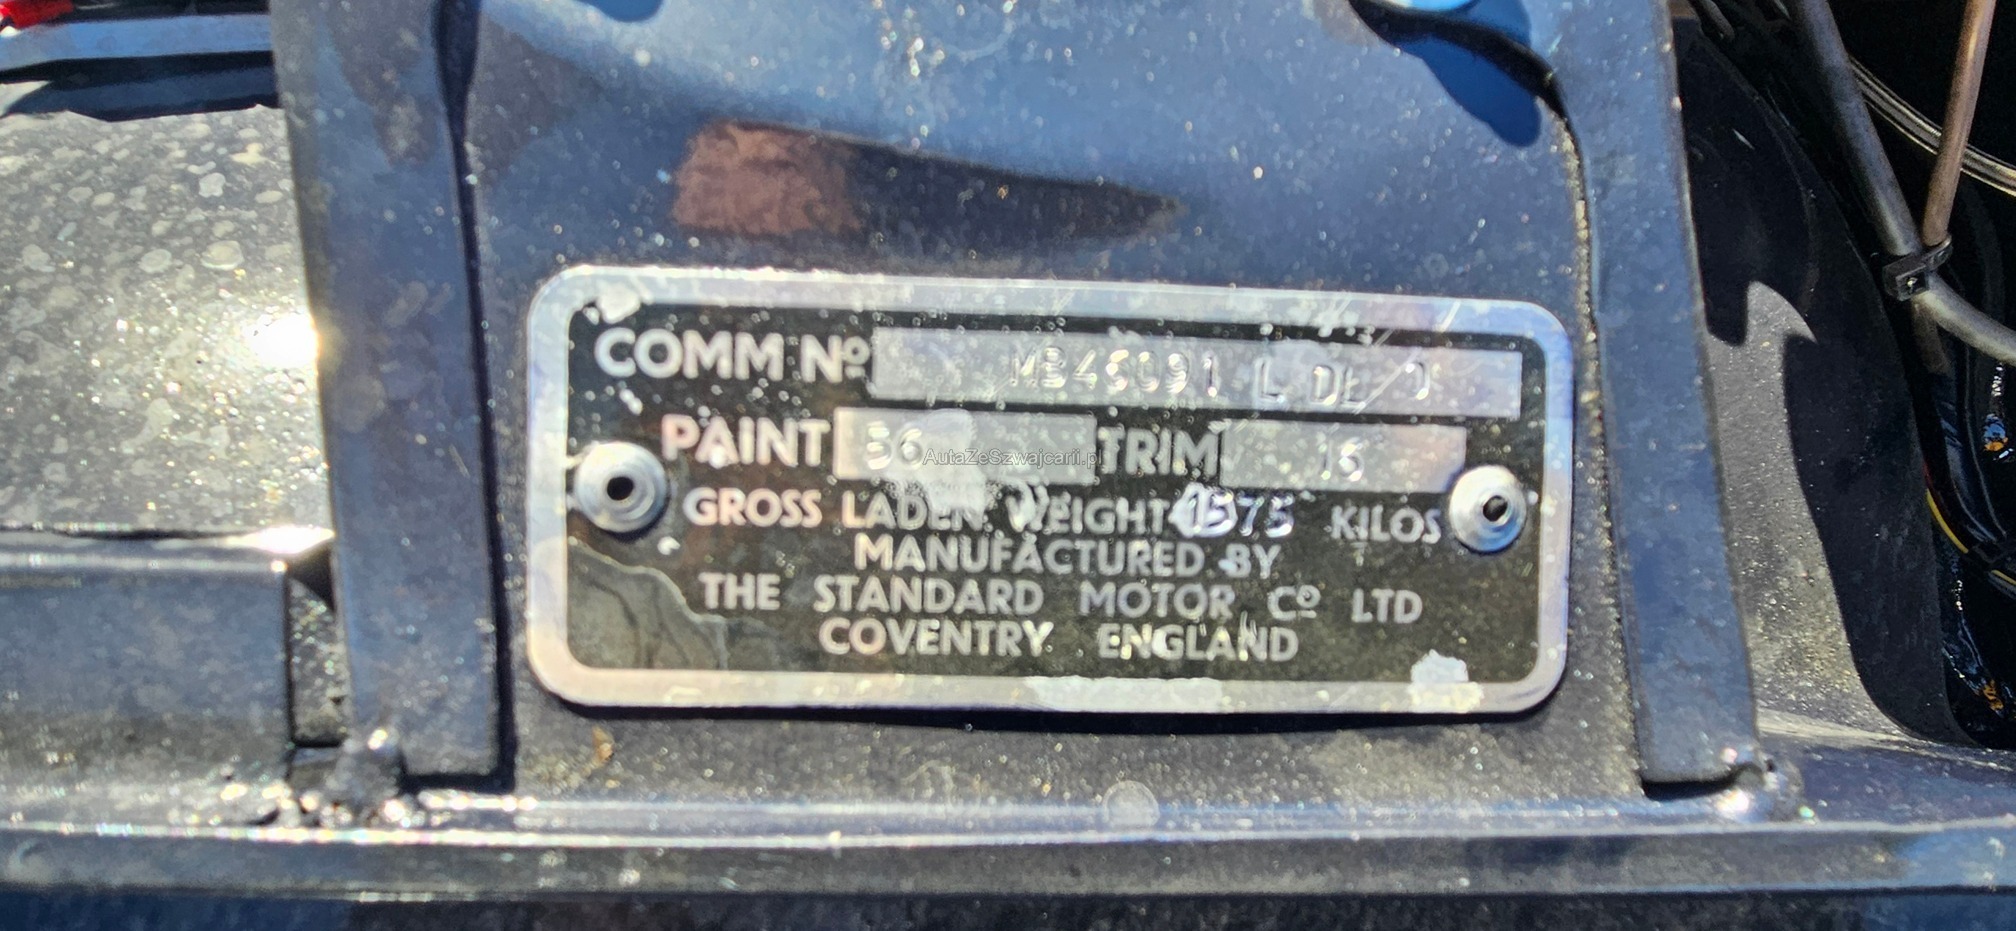 COMM Nº MB46091 L DL O
PAINT 56 TRIM 16
AutaZeSzwajcarii.pl
GROSS LADEN WEIGHT 1575 KILOS
MANUFACTURED BY
THE STANDARD MOTOR Cº LTD
COVENTRY ENGLAND